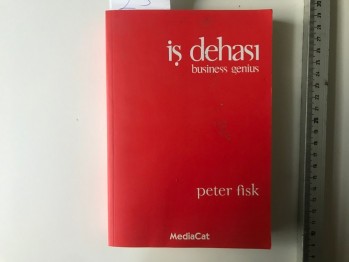 iş dehası
business genius
peter fisk
MediaCat